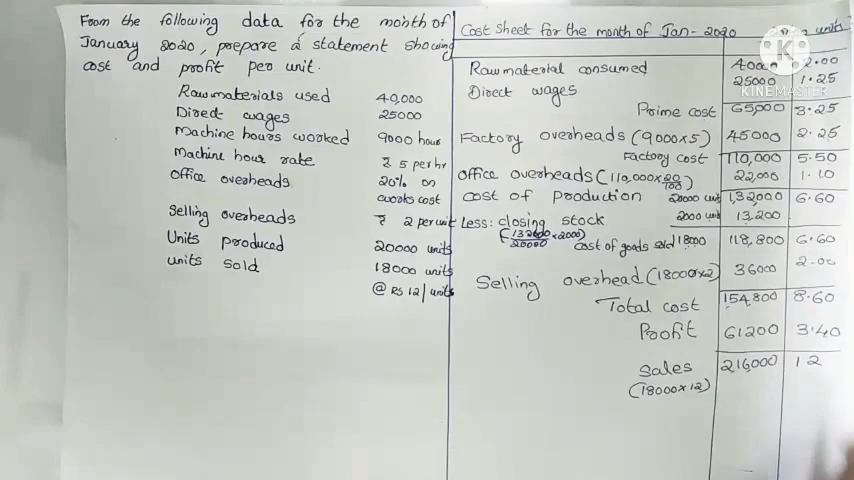 From the following data for the month of
January 2020, prepare a statement showing
cost and profit per unit.
Raw materials used 40,000
Direct wages 25000
Machine hours worked 9000 hour
Machine hour rate ₹ 5 per hr
Office overheads 20% on
works cost
Selling overheads ₹ 2 per unit
Units produced 20000 units
units sold 18000 units
@ RS 12/units
Cost sheet for the month of Jan-2020 units
Raw material consumed 40000 2.00
Direct wages 25000 1.25
KINEMASTER
Prime cost 65,000 3.25
Factory overheads (9000x5) 45000 2.25
Factory cost 110,000 5.50
Office overheads (110,000x20/100) 22,000 1.10
Cost of production 20000 unit 1,32000 6.60
Less: closing stock 2000 unit 13,200
(132000/20000 x 2000)
cost of goods sold 18000 118,800 6.60
Selling overhead (18000x2) 36000 2.00
Total cost 154,800 8.60
Profit 61200 3.40
Sales 216000 12
(18000x12)